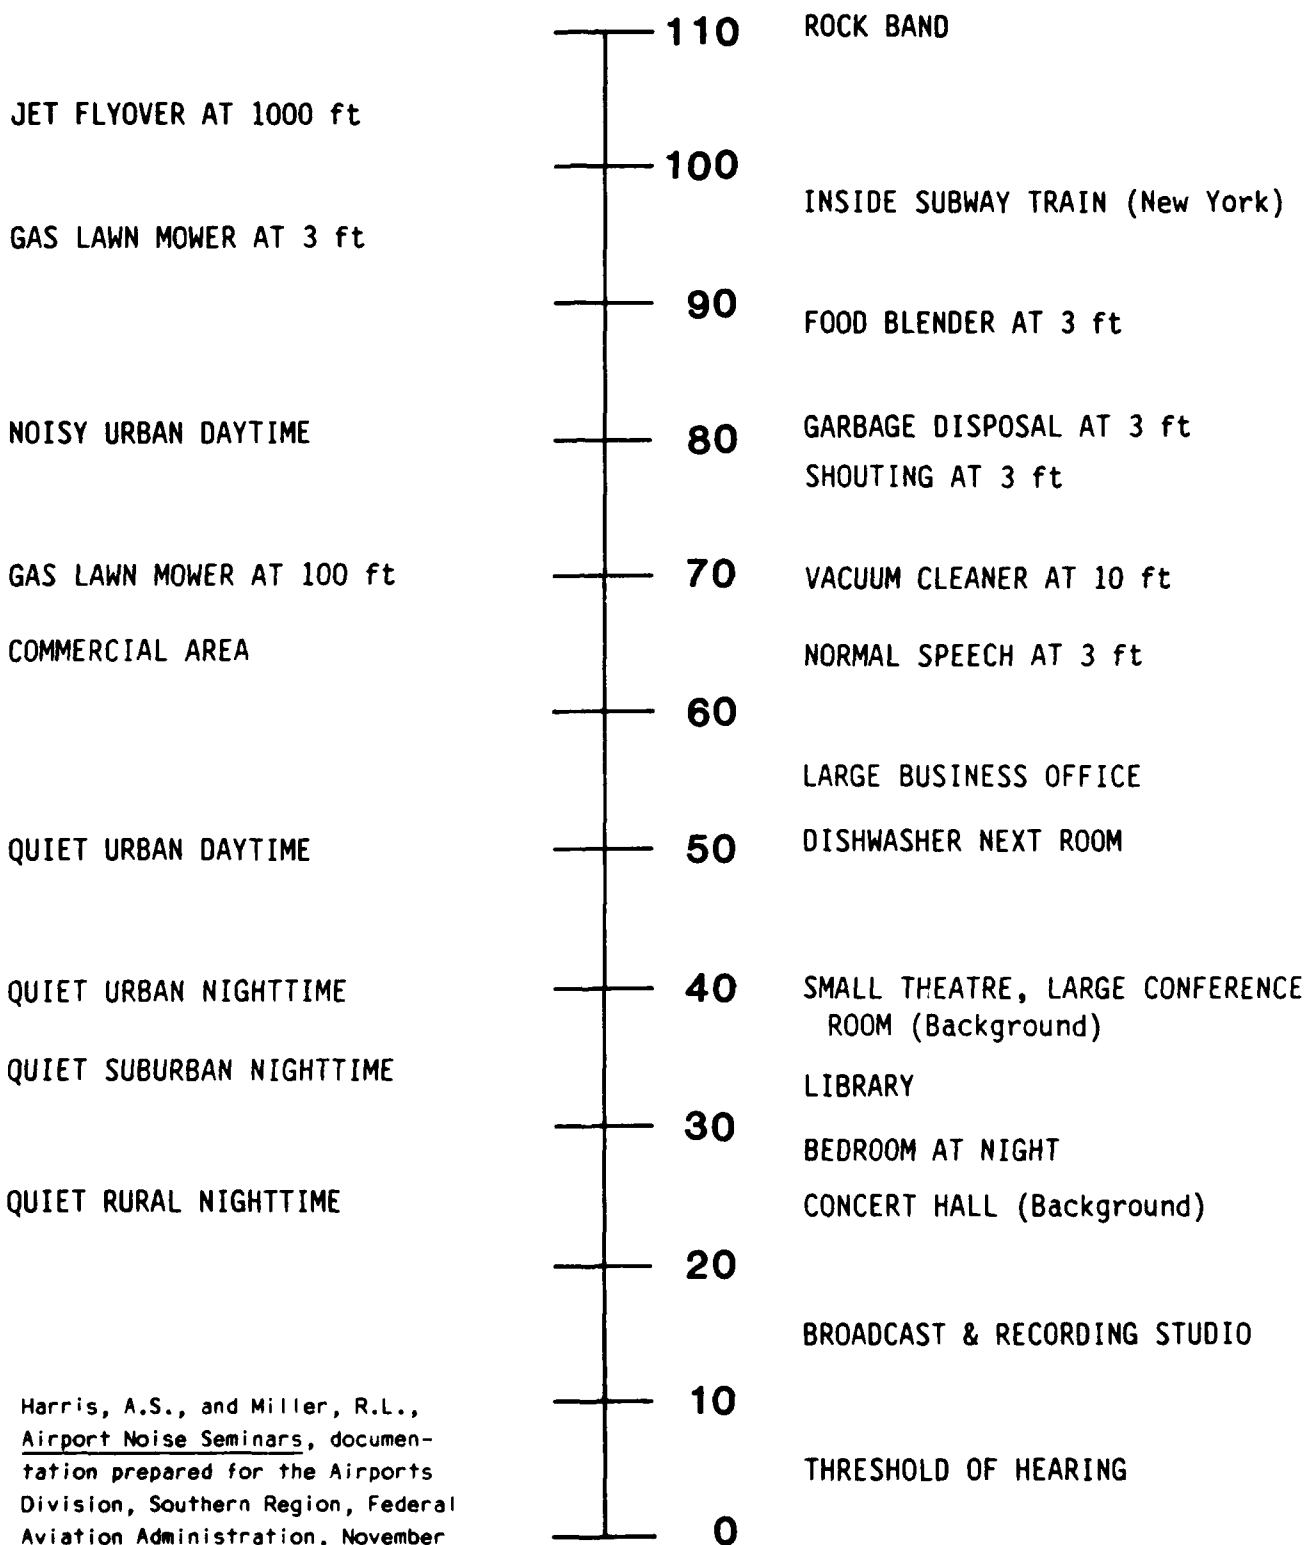 110 ROCK BAND
JET FLYOVER AT 1000 ft
100
INSIDE SUBWAY TRAIN (New York)
GAS LAWN MOWER AT 3 ft
90
FOOD BLENDER AT 3 ft
NOISY URBAN DAYTIME 80 GARBAGE DISPOSAL AT 3 ft
SHOUTING AT 3 ft
GAS LAWN MOWER AT 100 ft 70 VACUUM CLEANER AT 10 ft
COMMERCIAL AREA NORMAL SPEECH AT 3 ft
60
LARGE BUSINESS OFFICE
QUIET URBAN DAYTIME 50 DISHWASHER NEXT ROOM
QUIET URBAN NIGHTTIME 40 SMALL THEATRE, LARGE CONFERENCE
ROOM (Background)
QUIET SUBURBAN NIGHTTIME LIBRARY
30
BEDROOM AT NIGHT
QUIET RURAL NIGHTTIME CONCERT HALL (Background)
20
BROADCAST & RECORDING STUDIO
10
THRESHOLD OF HEARING
0
Harris, A.S., and Miller, R.L.,
Airport Noise Seminars, documen-
tation prepared for the Airports
Division, Southern Region, Federal
Aviation Administration, November